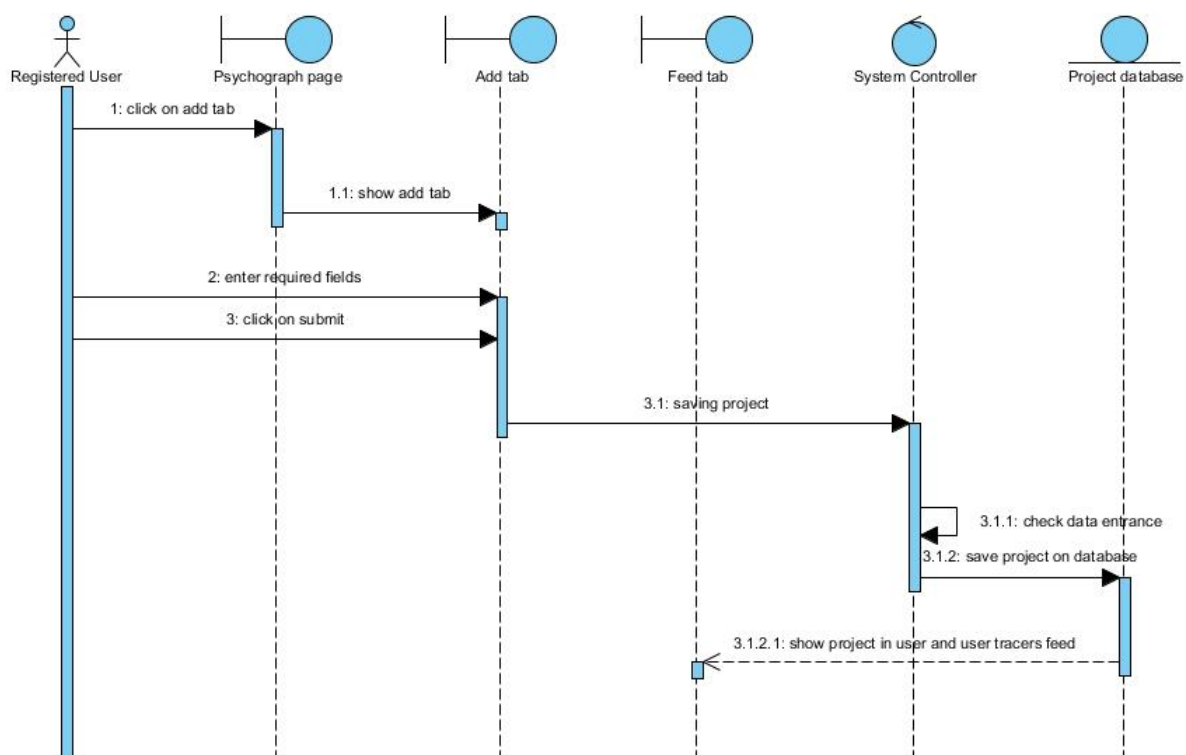 Registered User
Psychograph page
Add tab
Feed tab
System Controller
Project database
1: click on add tab
1.1: show add tab
2: enter required fields
3: click on submit
3.1: saving project
3.1.1: check data entrance
3.1.2: save project on database
3.1.2.1: show project in user and user tracers feed